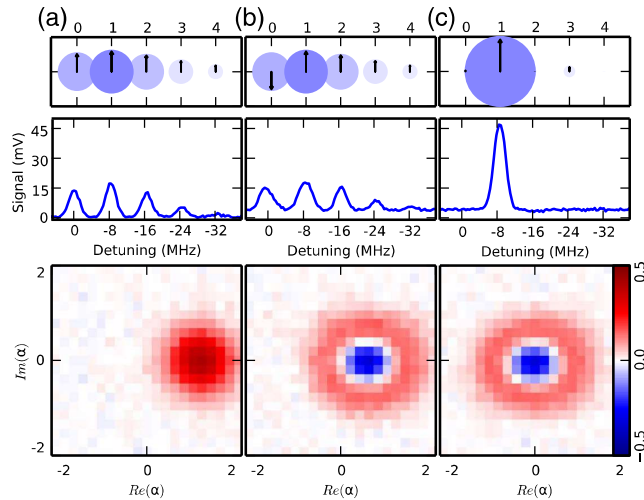 (a) (b) (c)
0 1 2 3 4 0 1 2 3 4 0 1 2 3 4
45
30
15
0
Signal (mV)
0 -8 -16 -24 -32 0 -8 -16 -24 -32 0 -8 -16 -24 -32
Detuning (MHz) Detuning (MHz) Detuning (MHz)
2
0
-2
Im(α)
-2 0 2 -2 0 2 -2 0 2
Re(α) Re(α) Re(α)
0.5
0.0
−0.5